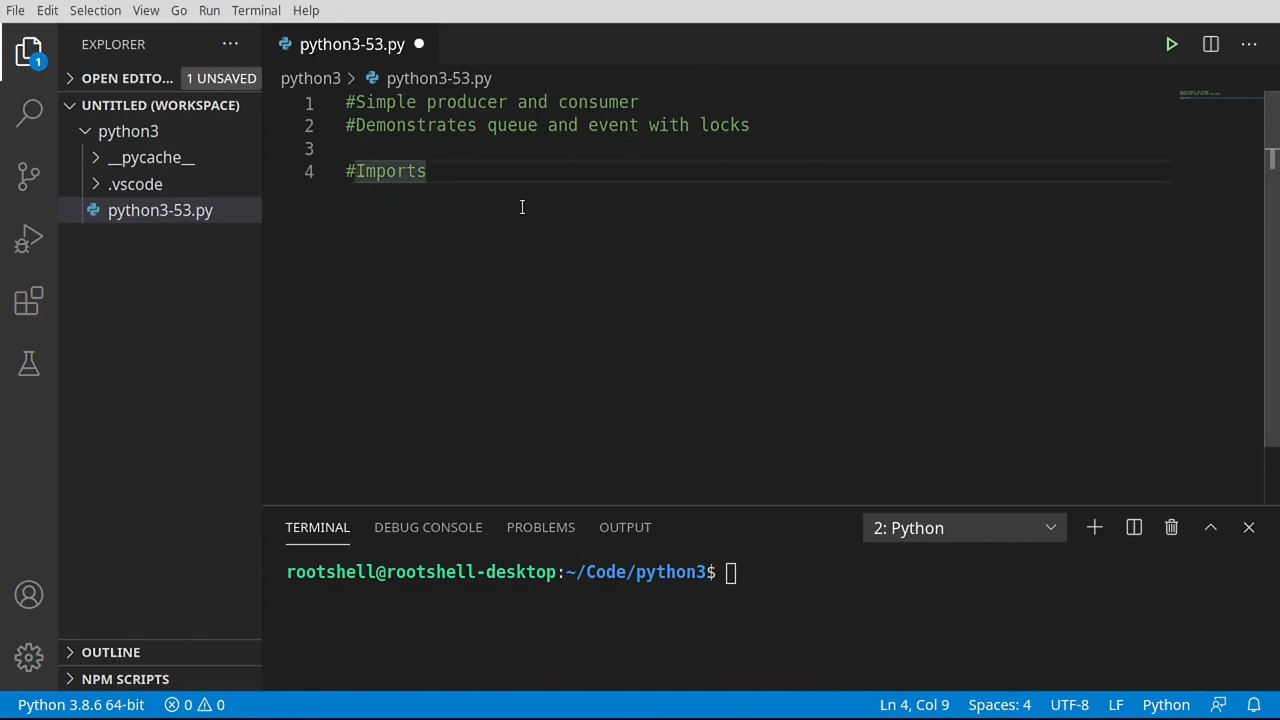 File Edit Selection View Go Run Terminal Help
EXPLORER ...
python3-53.py
OPEN EDITO... 1 UNSAVED
python3 > python3-53.py
UNTITLED (WORKSPACE)
python3
__pycache__
.vscode
python3-53.py
1 #Simple producer and consumer
2 #Demonstrates queue and event with locks
3
4 #Imports
1
TERMINAL DEBUG CONSOLE PROBLEMS OUTPUT
2: Python
rootshell@rootshell-desktop:~/Code/python3$
OUTLINE
NPM SCRIPTS
Python 3.8.6 64-bit 0 0 Ln 4, Col 9 Spaces: 4 UTF-8 LF Python